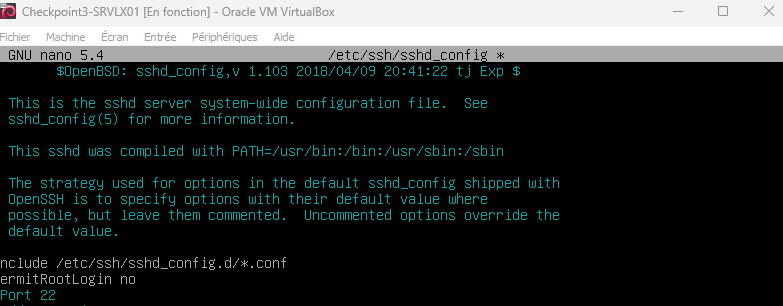 Checkpoint3-SRVLX01 [En fonction] - Oracle VM VirtualBox
Fichier Machine Écran Entrée Périphériques Aide
GNU nano 5.4 /etc/ssh/sshd_config *
$OpenBSD: sshd_config,v 1.103 2018/04/09 20:41:22 tj Exp $
This is the sshd server system-wide configuration file. See
sshd_config(5) for more information.
This sshd was compiled with PATH=/usr/bin:/bin:/usr/sbin:/sbin
The strategy used for options in the default sshd_config shipped with
OpenSSH is to specify options with their default value where
possible, but leave them commented. Uncommented options override the
default value.
nclude /etc/ssh/sshd_config.d/*.conf
ermitRootLogin no
Port 22